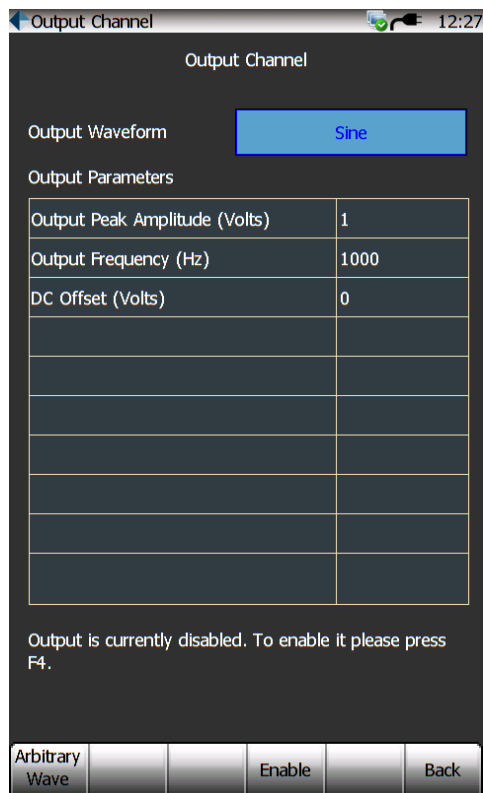 Output Channel 12:27
Output Channel
Output Waveform Sine
Output Parameters
Output Peak Amplitude (Volts) 1
Output Frequency (Hz) 1000
DC Offset (Volts) 0
Output is currently disabled. To enable it please press
F4.
Arbitrary
Wave
Enable
Back